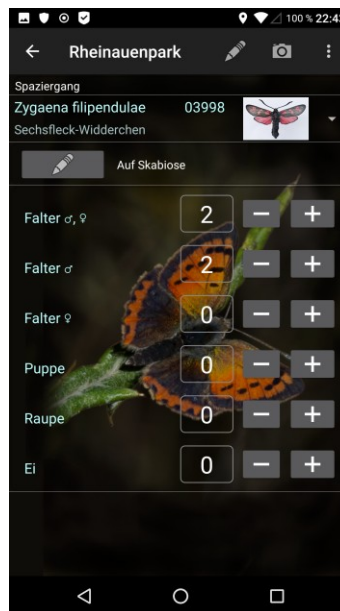 100 % 22:43
Rheinauenpark
Spaziergang
Zygaena filipendulae 03998
Sechsfleck-Widderchen
Auf Skabiose
Falter ♂, ♀ 2
Falter ♂ 2
Falter ♀ 0
Puppe 0
Raupe 0
Ei 0